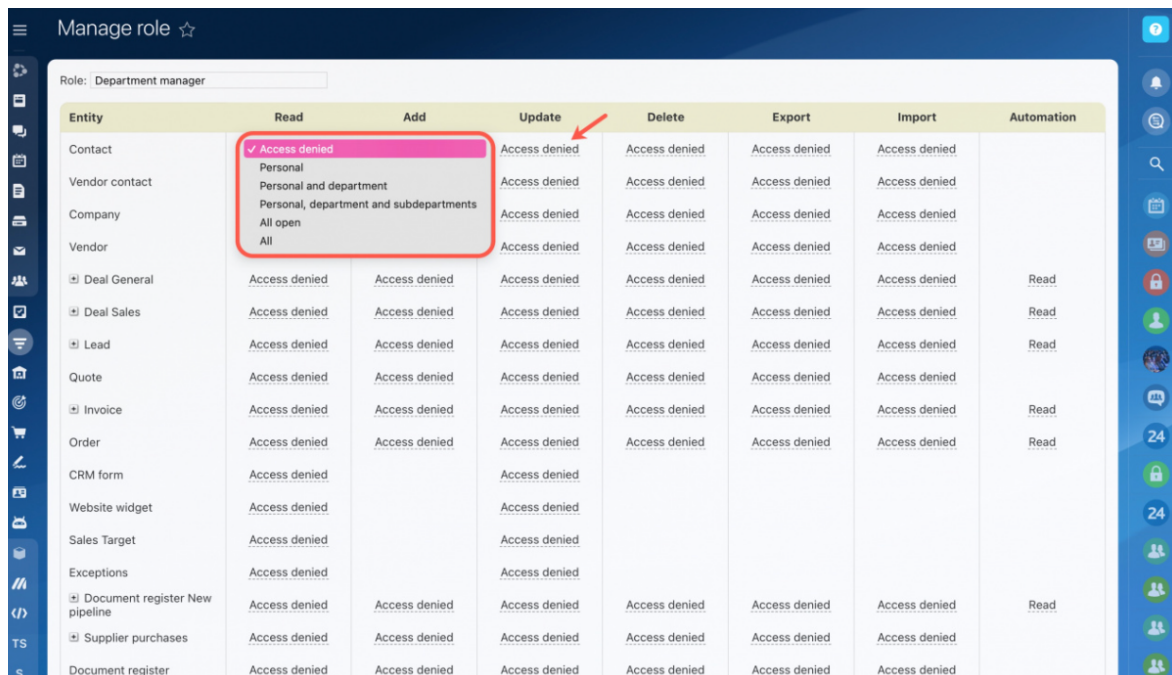 Manage role
Role: Department manager
Entity Read Add Update Delete Export Import Automation
Contact Access denied Access denied Access denied Access denied Access denied
✓ Access denied
Personal
Personal and department
Personal, department and subdepartments
All open
All
Vendor contact Access denied Access denied Access denied Access denied
Company Access denied Access denied Access denied Access denied
Vendor Access denied Access denied Access denied Access denied
Deal General Access denied Access denied Access denied Access denied Access denied Access denied Read
Deal Sales Access denied Access denied Access denied Access denied Access denied Access denied Read
Lead Access denied Access denied Access denied Access denied Access denied Access denied Read
Quote Access denied Access denied Access denied Access denied Access denied Access denied
Invoice Access denied Access denied Access denied Access denied Access denied Access denied Read
Order Access denied Access denied Access denied Access denied Access denied Access denied Read
CRM form Access denied Access denied
Website widget Access denied Access denied
Sales Target Access denied Access denied
Exceptions Access denied Access denied
Document register New
pipeline Access denied Access denied Access denied Access denied Access denied Access denied Read
Supplier purchases Access denied Access denied Access denied Access denied Access denied Access denied
Document register Access denied Access denied Access denied Access denied Access denied Access denied
TS
S
24
24